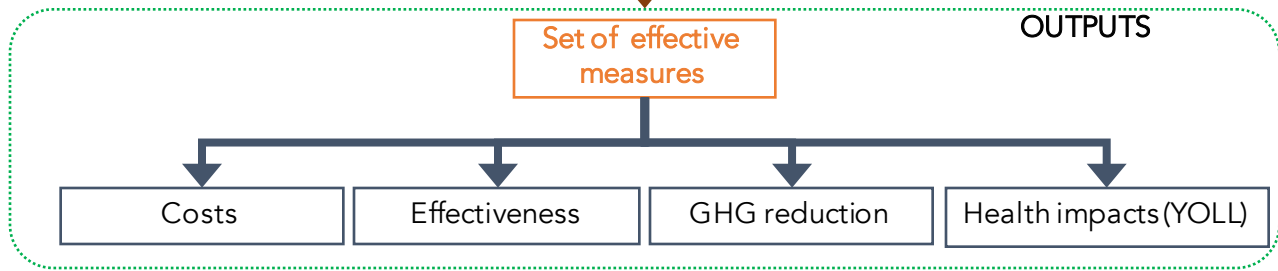 OUTPUTS
Set of effective
measures
Costs
Effectiveness
GHG reduction
Health impacts (YOLL)